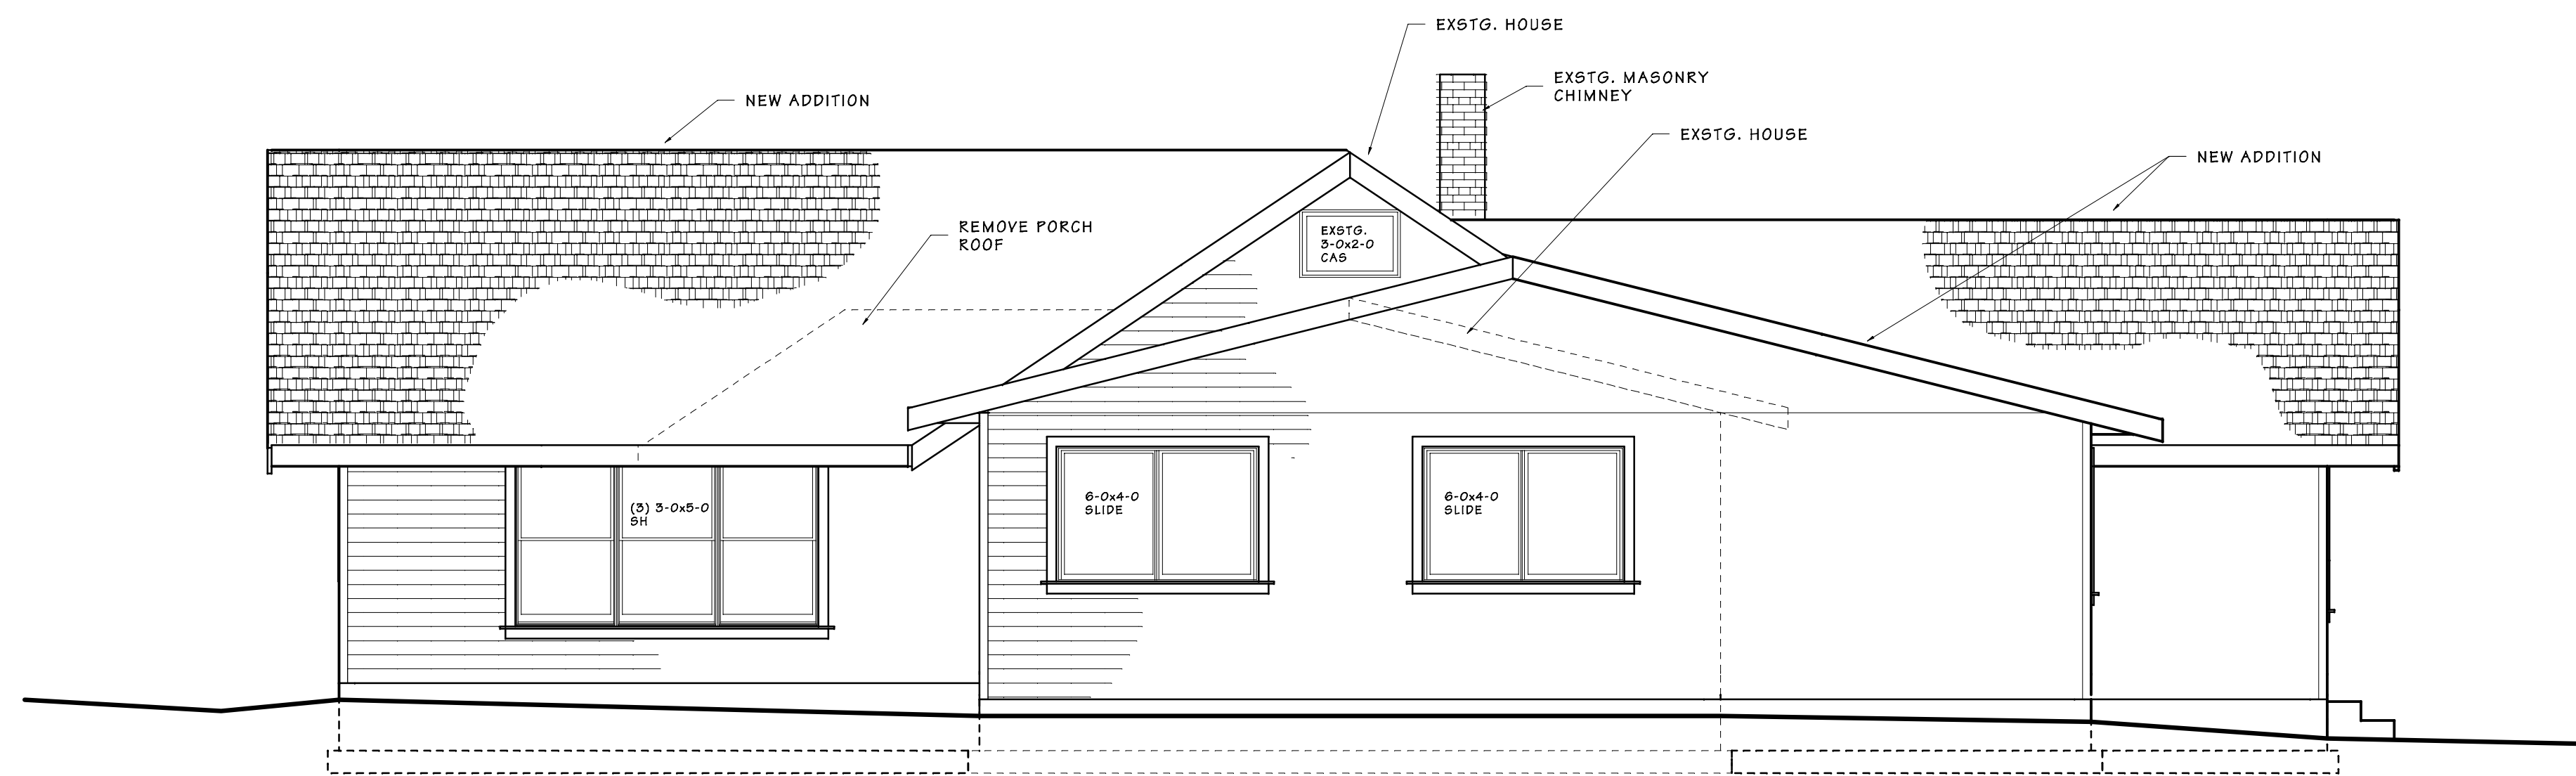 EXSTG. HOUSE
EXSTG. MASONRY
CHIMNEY
NEW ADDITION
EXSTG. HOUSE
NEW ADDITION
REMOVE PORCH
ROOF
EXSTG.
3-0x2-0
CAS
(3) 3-0x5-0
SH
6-0x4-0
SLIDE
6-0x4-0
SLIDE